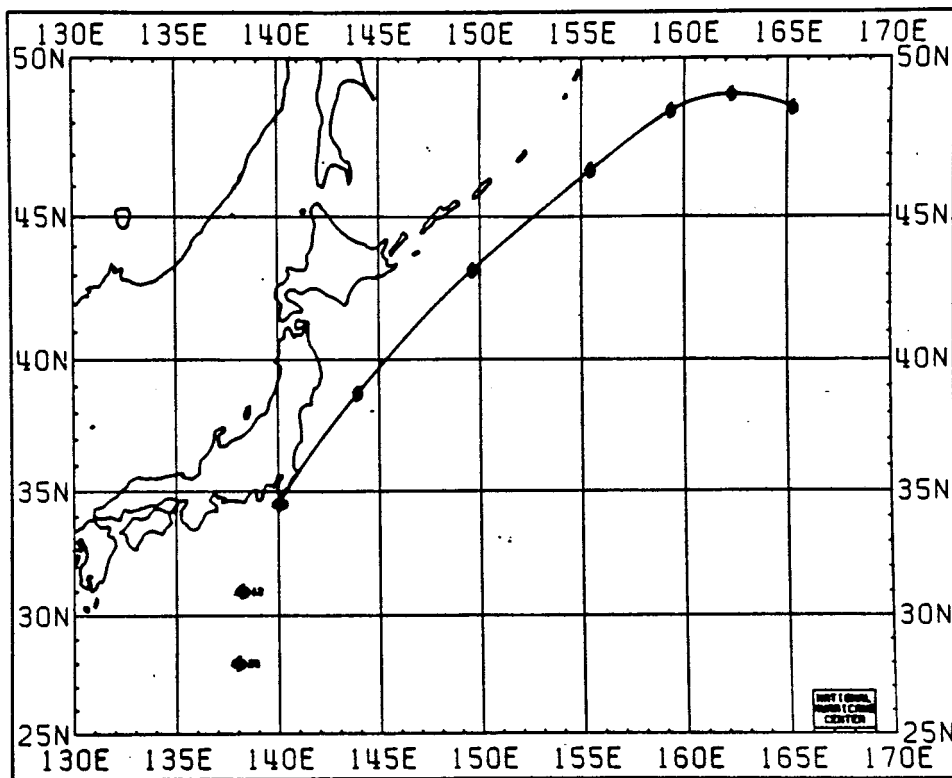 130E 135E 140E 145E 150E 155E 160E 165E 170E
50N 50N
45N 45N
40N 40N
35N 35N
30N 30N
25N 25N
NATIONAL
HURRICANE
CENTER
130E 135E 140E 145E 150E 155E 160E 165E 170E